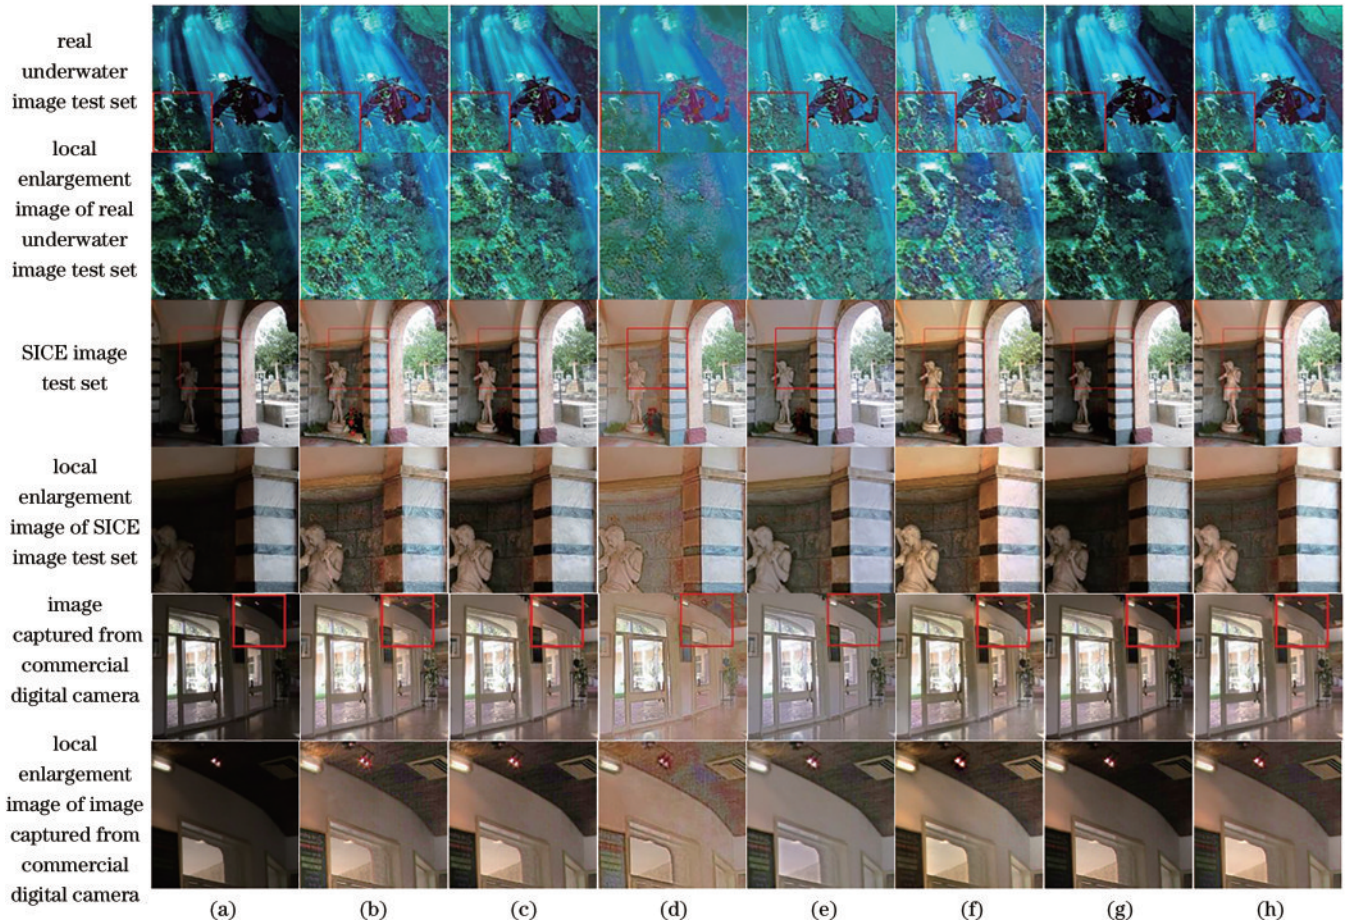 real
underwater
image test set
local
enlargement
image of real
underwater
image test set
SICE image
test set
local
enlargement
image of SICE
image test set
image
captured from
commercial
digital camera
local
enlargement
image of image
captured from
commercial
digital camera
(a) (b) (c) (d) (e) (f) (g) (h)